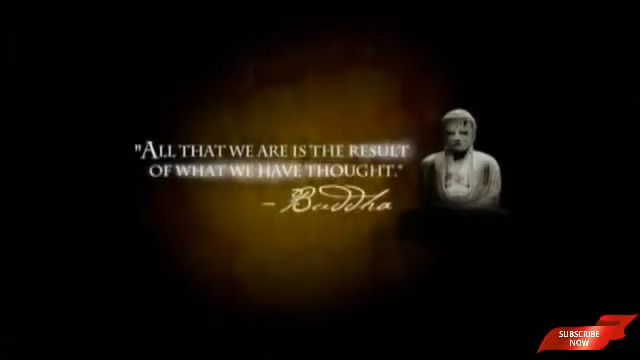 "ALL THAT WE ARE IS THE RESULT
OF WHAT WE HAVE THOUGHT."
- Buddha
SUBSCRIBE
NOW